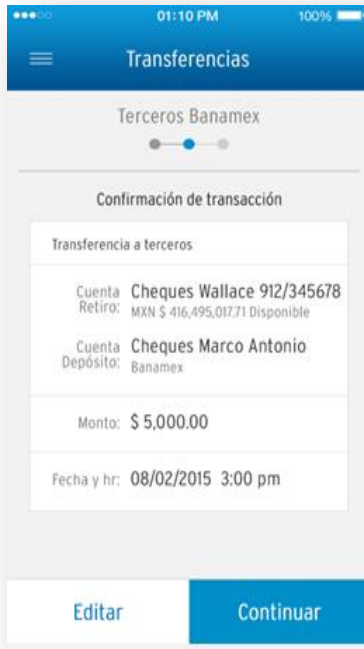 01:10 PM 100%
Transferencias
Terceros Banamex
Confirmación de transacción
Transferencia a terceros
Cuenta Retiro: Cheques Wallace 912/345678
MXN $ 416,495,017.71 Disponible
Cuenta Depósito: Cheques Marco Antonio
Banamex
Monto: $ 5,000.00
Fecha y hr: 08/02/2015 3:00 pm
Editar Continuar